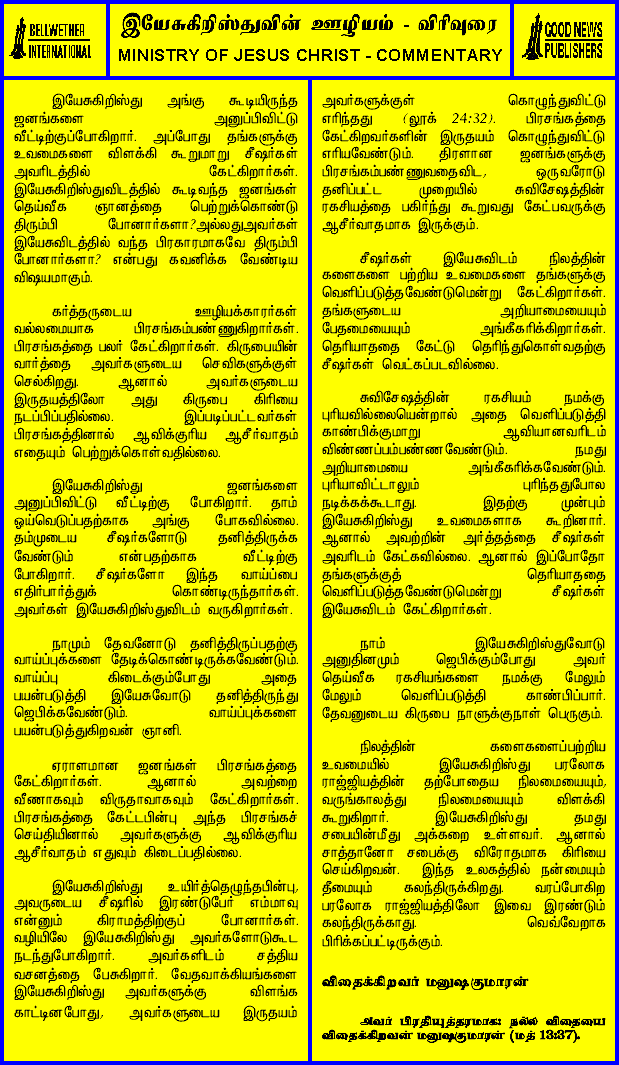 BELLWETHER
INTERNATIONAL
இயேசுகிறிஸ்துவின் ஊழியம் - விரிவுரை
MINISTRY OF JESUS CHRIST - COMMENTARY
GOOD NEWS
PUBLISHERS
இயேசுகிறிஸ்து அங்கு கூடியிருந்த
ஜனங்களை அனுப்பிவிட்டு
வீட்டிற்குப்போகிறார். அப்போது தங்களுக்கு
உவமைகளை விளக்கி கூறுமாறு சீஷர்கள்
அவரிடத்தில் கேட்கிறார்கள்.
இயேசுகிறிஸ்துவிடத்தில் கூடிவந்த ஜனங்கள்
தெய்வீக ஞானத்தை பெற்றுக்கொண்டு
திரும்பி போனார்களா?அல்லதுஅவர்கள்
இயேசுவிடத்தில் வந்த பிரகாரமாகவே திரும்பி
போனார்களா? என்பது கவனிக்க வேண்டிய
விஷயமாகும்.
கர்த்தருடைய ஊழியக்காரர்கள்
வல்லமையாக பிரசங்கம்பண்ணுகிறார்கள்.
பிரசங்கத்தை பலர் கேட்கிறார்கள். கிருபையின்
வார்த்தை அவர்களுடைய செவிகளுக்குள்
செல்கிறது. ஆனால் அவர்களுடைய
இருதயத்திலோ அது கிருபை கிரியை
நடப்பிப்பதில்லை. இப்படிப்பட்டவர்கள்
பிரசங்கத்தினால் ஆவிக்குரிய ஆசீர்வாதம்
எதையும் பெற்றுக்கொள்வதில்லை.
இயேசுகிறிஸ்து ஜனங்களை
அனுப்பிவிட்டு வீட்டிற்கு போகிறார். தாம்
ஓய்வெடுப்பதற்காக அங்கு போகவில்லை.
தம்முடைய சீஷர்களோடு தனித்திருக்க
வேண்டும் என்பதற்காக வீட்டிற்கு
போகிறார். சீஷர்களோ இந்த வாய்ப்பை
எதிர்பார்த்துக் கொண்டிருந்தார்கள்.
அவர்கள் இயேசுகிறிஸ்துவிடம் வருகிறார்கள்.
நாமும் தேவனோடு தனித்திருப்பதற்கு
வாய்ப்புக்களை தேடிக்கொண்டிருக்கவேண்டும்.
வாய்ப்பு கிடைக்கும்போது அதை
பயன்படுத்தி இயேசுவோடு தனித்திருந்து
ஜெபிக்கவேண்டும். வாய்ப்புக்களை
பயன்படுத்துகிறவன் ஞானி.
ஏராளமான ஜனங்கள் பிரசங்கத்தை
கேட்கிறார்கள். ஆனால் அவற்றை
வீணாகவும் விருதாவாகவும் கேட்கிறார்கள்.
பிரசங்கத்தை கேட்டபின்பு அந்த பிரசங்கச்
செய்தியினால் அவர்களுக்கு ஆவிக்குரிய
ஆசீர்வாதம் எதுவும் கிடைப்பதில்லை.
இயேசுகிறிஸ்து உயிர்த்தெழுந்தபின்பு,
அவருடைய சீஷரில் இரண்டுபேர் எம்மாவு
என்னும் கிராமத்திற்குப் போனார்கள்.
வழியிலே இயேசுகிறிஸ்து அவர்களோடுகூட
நடந்துபோகிறார். அவர்களிடம் சத்திய
வசனத்தை பேசுகிறார். வேதவாக்கியங்களை
இயேசுகிறிஸ்து அவர்களுக்கு விளங்க
காட்டினபோது, அவர்களுடைய இருதயம்
அவர்களுக்குள் கொழுந்துவிட்டு
எரிந்தது (லூக் 24:32). பிரசங்கத்தை
கேட்கிறவர்களின் இருதயம் கொழுந்துவிட்டு
எரியவேண்டும். திரளான ஜனங்களுக்கு
பிரசங்கம்பண்ணுவதைவிட, ஒருவரோடு
தனிப்பட்ட முறையில் சுவிசேஷத்தின்
ரகசியத்தை பகிர்ந்து கூறுவது கேட்பவருக்கு
ஆசீர்வாதமாக இருக்கும்.
சீஷர்கள் இயேசுவிடம் நிலத்தின்
களைகளை பற்றிய உவமைகளை தங்களுக்கு
வெளிப்படுத்தவேண்டுமென்று கேட்கிறார்கள்.
தங்களுடைய அறியாமையையும்
பேதமையையும் அங்கீகரிக்கிறார்கள்.
தெரியாததை கேட்டு தெரிந்துகொள்வதற்கு
சீஷர்கள் வெட்கப்படவில்லை.
சுவிசேஷத்தின் ரகசியம் நமக்கு
புரியவில்லையென்றால் அதை வெளிப்படுத்தி
காண்பிக்குமாறு ஆவியானவரிடம்
விண்ணப்பம்பண்ணவேண்டும். நமது
அறியாமையை அங்கீகரிக்கவேண்டும்.
புரியாவிட்டாலும் புரிந்ததுபோல
நடிக்கக்கூடாது. இதற்கு முன்பும்
இயேசுகிறிஸ்து உவமைகளாக கூறினார்.
ஆனால் அவற்றின் அர்த்தத்தை சீஷர்கள்
அவரிடம் கேட்கவில்லை. ஆனால் இப்போதோ
தங்களுக்குத் தெரியாததை
வெளிப்படுத்தவேண்டுமென்று சீஷர்கள்
இயேசுவிடம் கேட்கிறார்கள்.
நாம் இயேசுகிறிஸ்துவோடு
அனுதினமும் ஜெபிக்கும்போது அவர்
தெய்வீக ரகசியங்களை நமக்கு மேலும்
மேலும் வெளிப்படுத்தி காண்பிப்பார்.
தேவனுடைய கிருபை நாளுக்குநாள் பெருகும்.
நிலத்தின் களைகளைப்பற்றிய
உவமையில் இயேசுகிறிஸ்து பரலோக
ராஜ்ஜியத்தின் தற்போதைய நிலமையையும்,
வருங்காலத்து நிலமையையும் விளக்கி
கூறுகிறார். இயேசுகிறிஸ்து தமது
சபையின்மீது அக்கறை உள்ளவர். ஆனால்
சாத்தானோ சபைக்கு விரோதமாக கிரியை
செய்கிறவன். இந்த உலகத்தில் நன்மையும்
தீமையும் கலந்திருக்கிறது. வரப்போகிற
பரலோக ராஜ்ஜியத்திலோ இவை இரண்டும்
கலந்திருக்காது. வெவ்வேறாக
பிரிக்கப்பட்டிருக்கும்.
விதைக்கிறவர் மனுஷகுமாரன்
அவர் பிரதியுத்தரமாக: நல்ல விதையை
விதைக்கிறவன் மனுஷகுமாரன் (மத் 13:37).